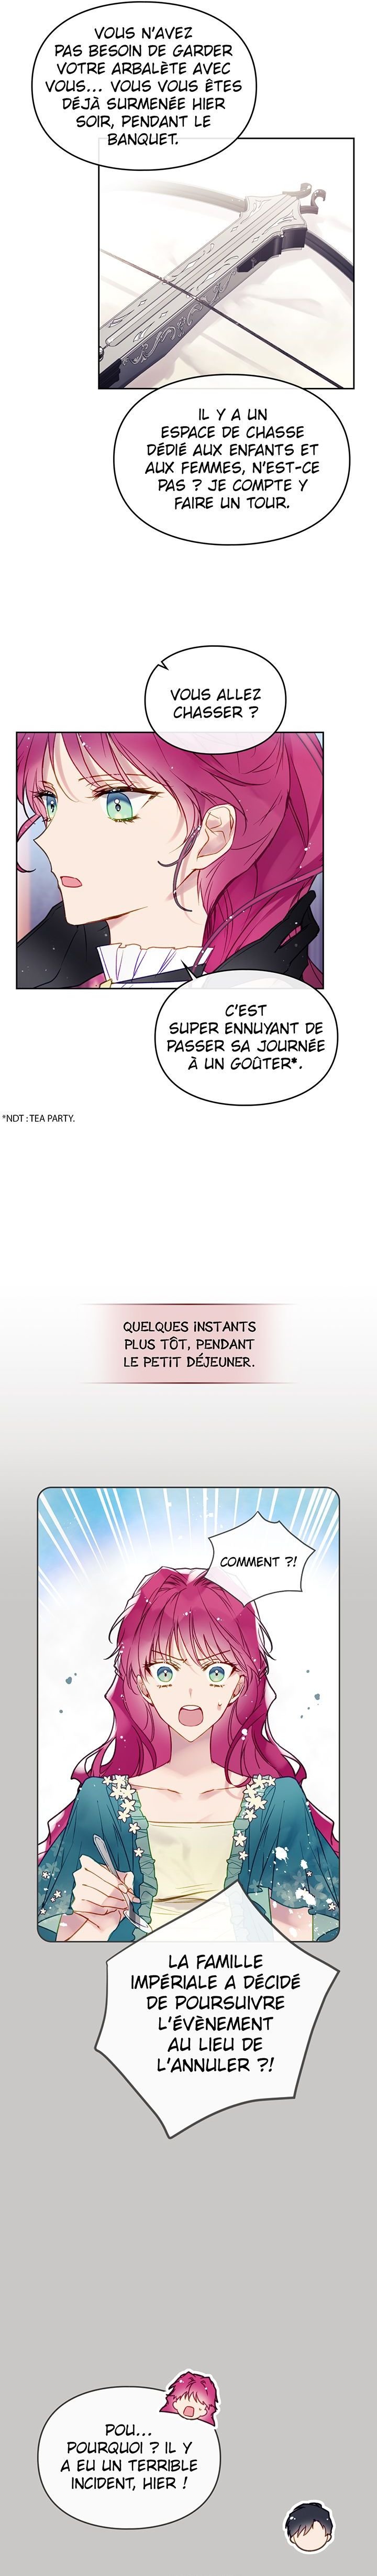 VOUS N'AVEZ
PAS BESOIN DE GARDER
VOTRE ARBALÈTE AVEC
VOUS... VOUS VOUS ÊTES
DÉJÀ SURMENÉE HIER
SOIR, PENDANT LE
BANQUET.
IL Y A UN
ESPACE DE CHASSE
DÉDIÉ AUX ENFANTS ET
AUX FEMMES, N'EST-CE
PAS ? JE COMPTE Y
FAIRE UN TOUR.
VOUS ALLEZ
CHASSER ?
C'EST
SUPER ENNUYANT DE
PASSER SA JOURNÉE
À UN GOÛTER*.
*NDT : TEA PARTY.
QUELQUES INSTANTS
PLUS TÔT, PENDANT
LE PETIT DÉJEUNER.
COMMENT ?!
LA FAMILLE
IMPÉRIALE A DÉCIDÉ
DE POURSUIVRE
L'ÉVÈNEMENT
AU LIEU DE
L'ANNULER ?!
POU...
POURQUOI ? IL Y
A EU UN TERRIBLE
INCIDENT, HIER !